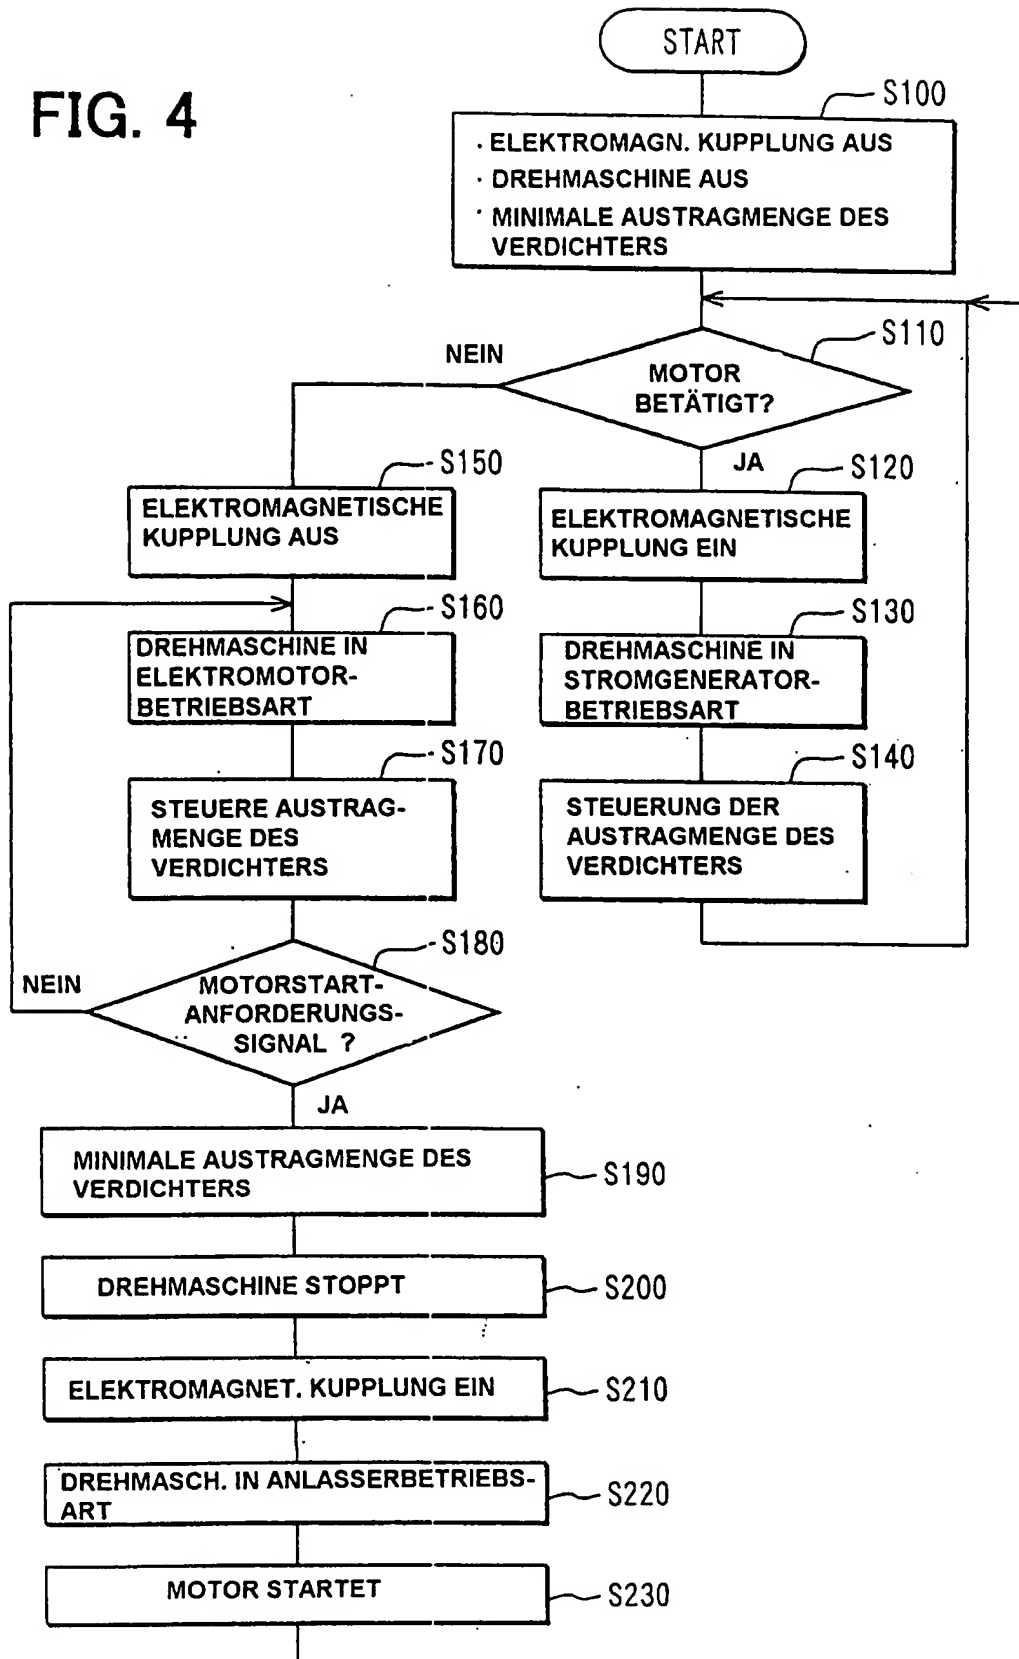 FIG. 4
START
S100
· ELEKTROMAGN. KUPPLUNG AUS
· DREHMASCHINE AUS
· MINIMALE AUSTRAGMENGE DES
VERDICHTERS
S110
NEIN
MOTOR
BETÄTIGT?
JA
S150
ELEKTROMAGNETISCHE
KUPPLUNG AUS
S120
ELEKTROMAGNETISCHE
KUPPLUNG EIN
S160
DREHMASCHINE IN
ELEKTROMOTOR-
BETRIEBSART
S130
DREHMASCHINE IN
STROMGENERATOR-
BETRIEBSART
S170
STEUERE AUSTRAG-
MENGE DES
VERDICHTERS
S140
STEUERUNG DER
AUSTRAGMENGE DES
VERDICHTERS
S180
NEIN
MOTORSTART-
ANFORDERUNGS-
SIGNAL ?
JA
MINIMALE AUSTRAGMENGE DES
VERDICHTERS
S190
DREHMASCHINE STOPPT
S200
ELEKTROMAGNET. KUPPLUNG EIN
S210
DREHMASCH. IN ANLASSERBETRIEBS-
ART
S220
MOTOR STARTET
S230